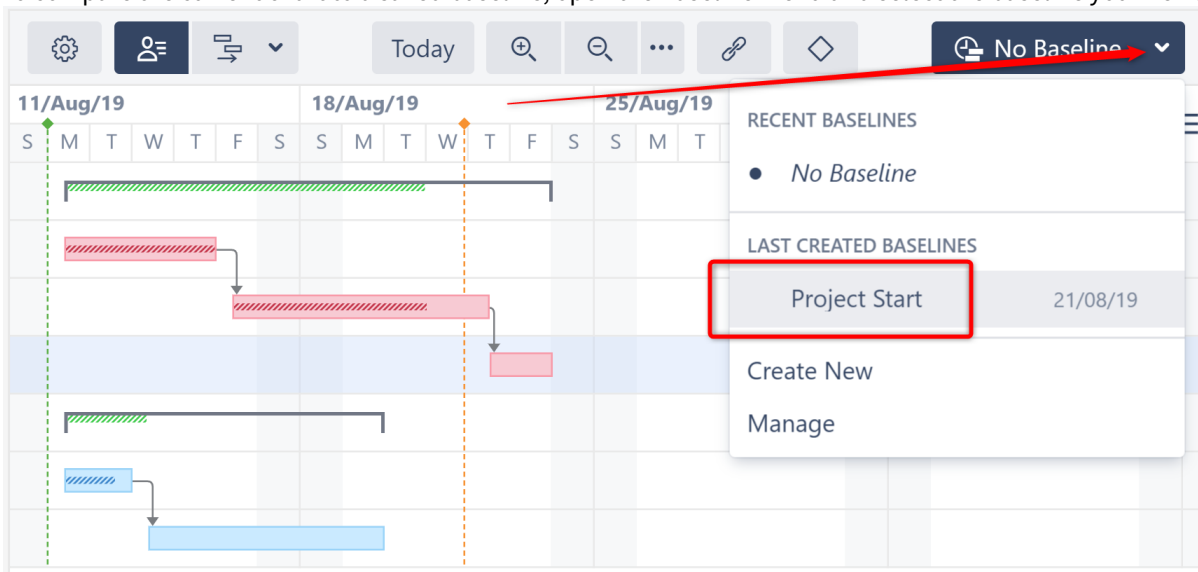 Today
No Baseline
11/Aug/19 18/Aug/19 25/Aug/19
S M T W T F S S M T W T F S S M T
RECENT BASELINES
No Baseline
LAST CREATED BASELINES
Project Start 21/08/19
Create New
Manage